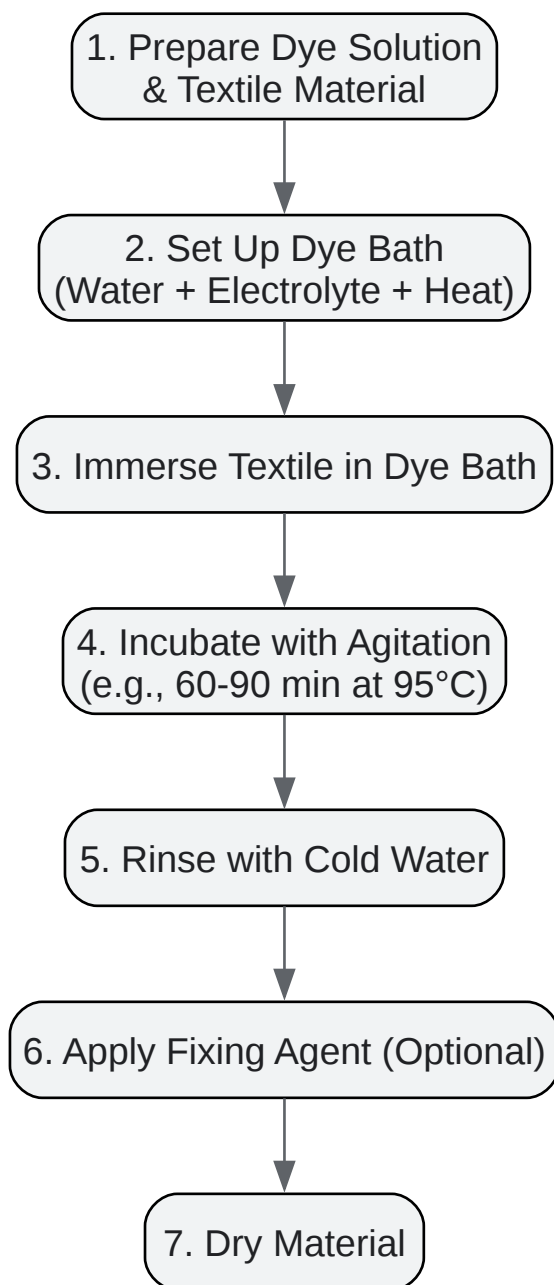 1. Prepare Dye Solution
& Textile Material
2. Set Up Dye Bath
(Water + Electrolyte + Heat)
3. Immerse Textile in Dye Bath
4. Incubate with Agitation
(e.g., 60-90 min at 95°C)
5. Rinse with Cold Water
6. Apply Fixing Agent (Optional)
7. Dry Material